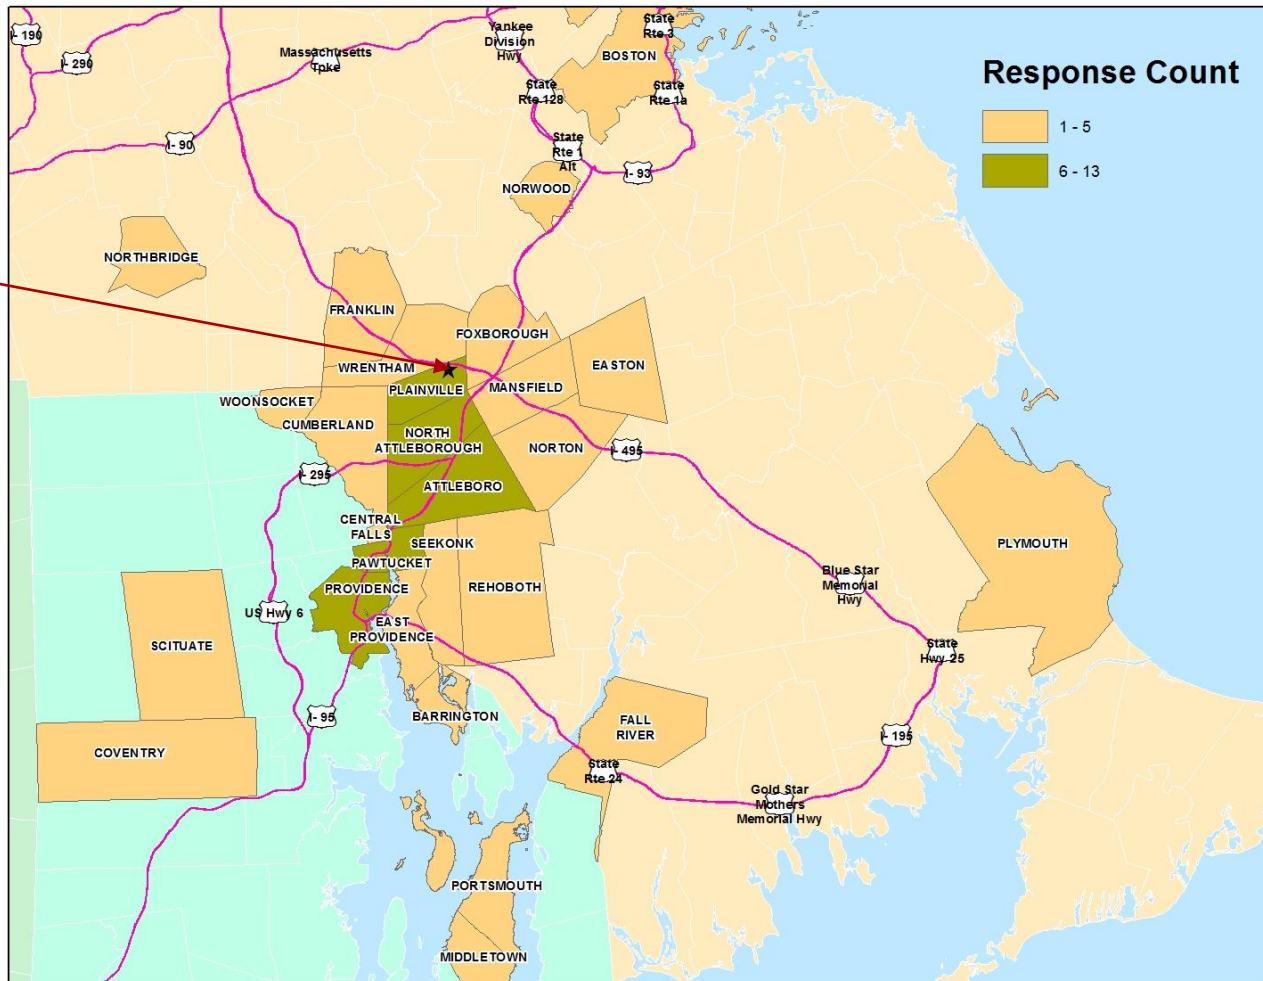 I- 190
I- 290
Massachusetts
Tpke
Yankee
Division
Hwy
State
Rte 3
BOSTON
State
Rte 128
State
Rte 1a
State
Rte 1
Alt
I- 90
I- 93
NORWOOD
Response Count
1 - 5
6 - 13
NORTHBRIDGE
FRANKLIN
FOXBOROUGH
WRENTHAM
PLAINVILLE
MANSFIELD
EASTON
WOONSOCKET
CUMBERLAND
NORTH
ATTLEBOROUGH
NORTON
I- 495
I- 295
ATTLEBORO
CENTRAL
FALLS
SEEKONK
PAWTUCKET
PROVIDENCE
REHOBOTH
PLYMOUTH
Blue Star
Memorial
Hwy
US Hwy 6
EAST
PROVIDENCE
SCITUATE
State
Hwy 25
I- 95
BARRINGTON
FALL
RIVER
I- 195
COVENTRY
State
Rte 24
Gold Star
Mothers
Memorial Hwy
PORTSMOUTH
MIDDLETOWN